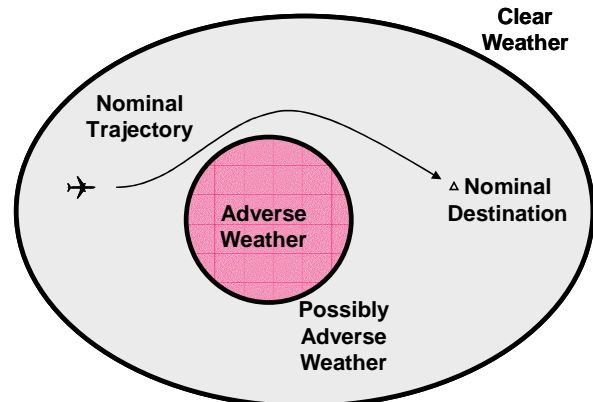 Clear
Weather
Nominal
Trajectory
Nominal
Destination
Adverse
Weather
Possibly
Adverse
Weather